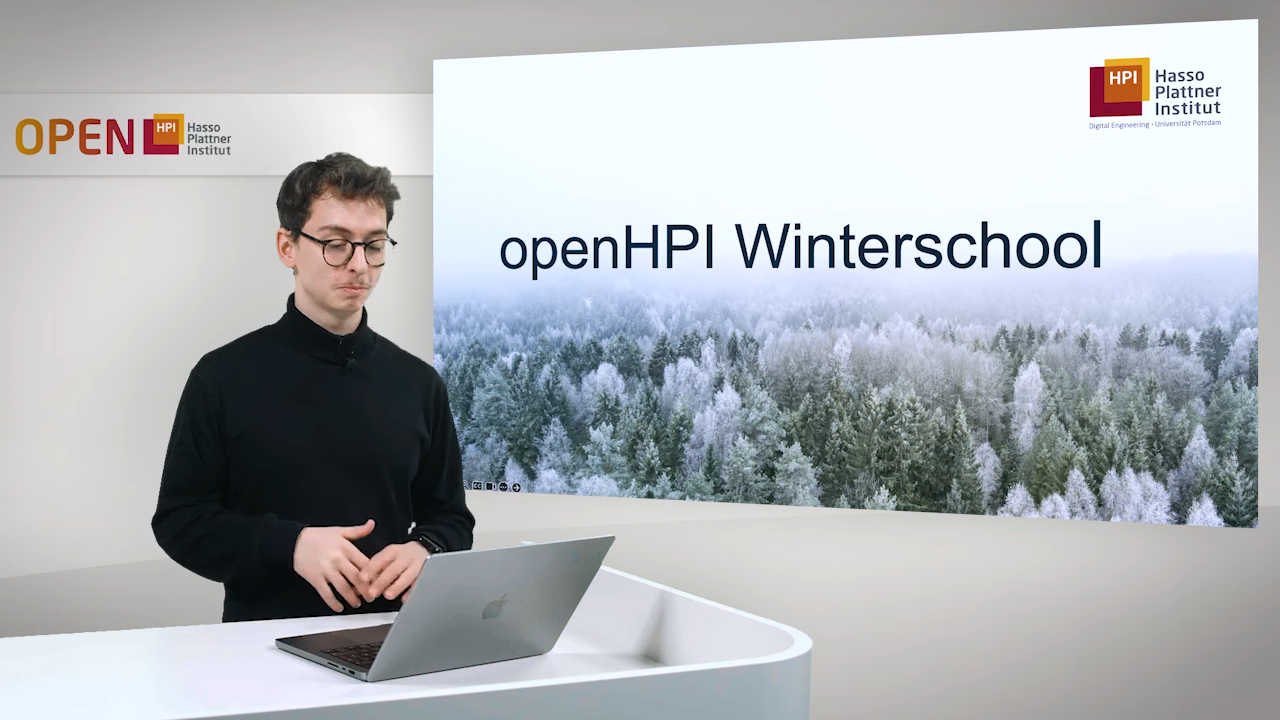 OPEN HPI Hasso
Plattner
Institut
HPI Hasso
Plattner
Institut
Digital Engineering • Universität Potsdam
openHPI Winterschool